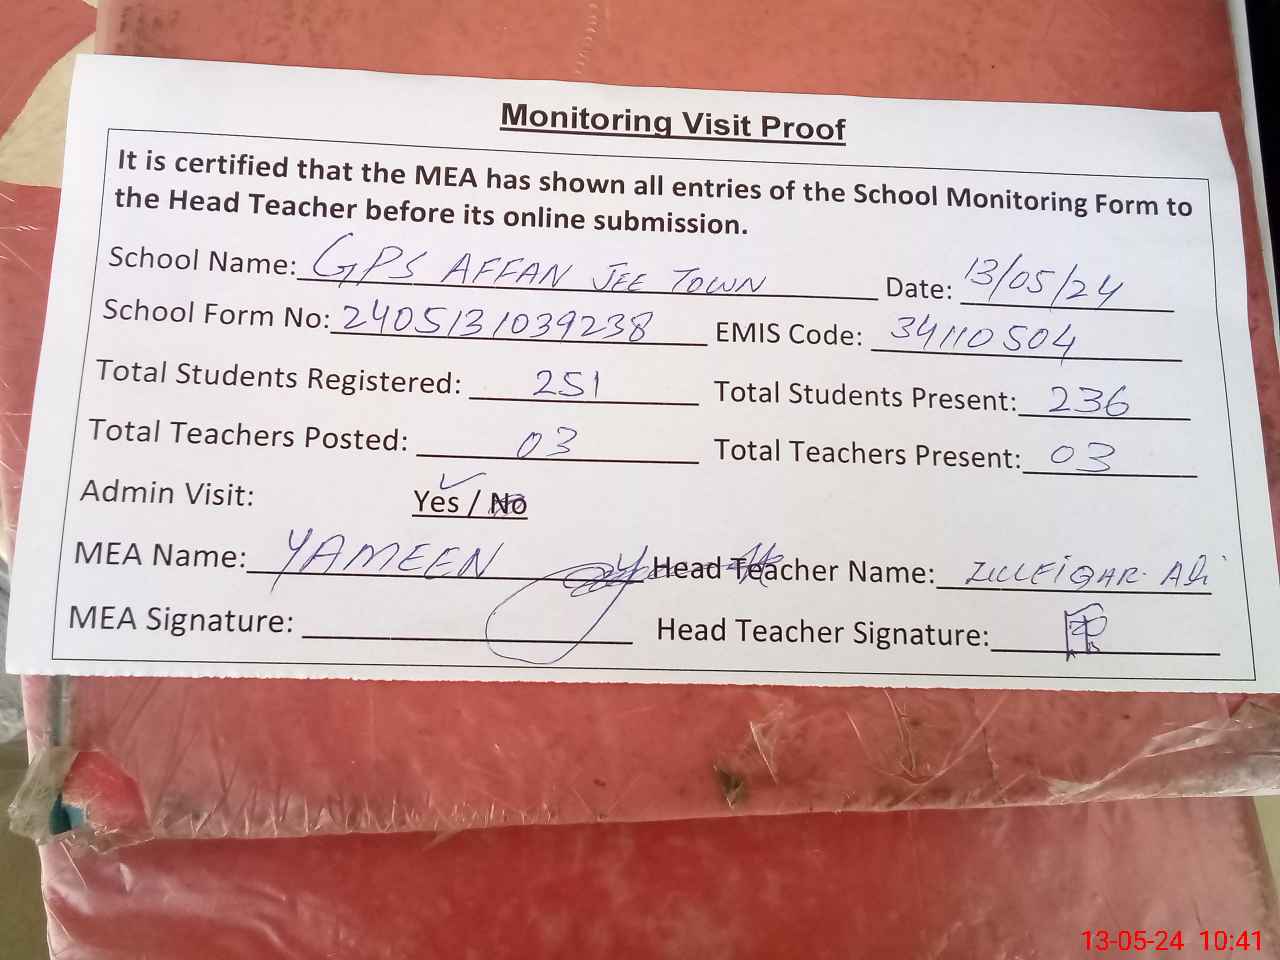 Monitoring Visit Proof
It is certified that the MEA has shown all entries of the School Monitoring Form to
the Head Teacher before its online submission.
School Name: GPS AFFAN JEE TOWN Date: 13/05/24
School Form No: 2405131039238 EMIS Code: 34110504
Total Students Registered: 251 Total Students Present: 236
Total Teachers Posted: 03 Total Teachers Present: 03
Admin Visit: Yes / No
MEA Name: YAMEEN Head Teacher Name: ZULLFIQAR Ali
MEA Signature: Head Teacher Signature:
13-05-24 10:41